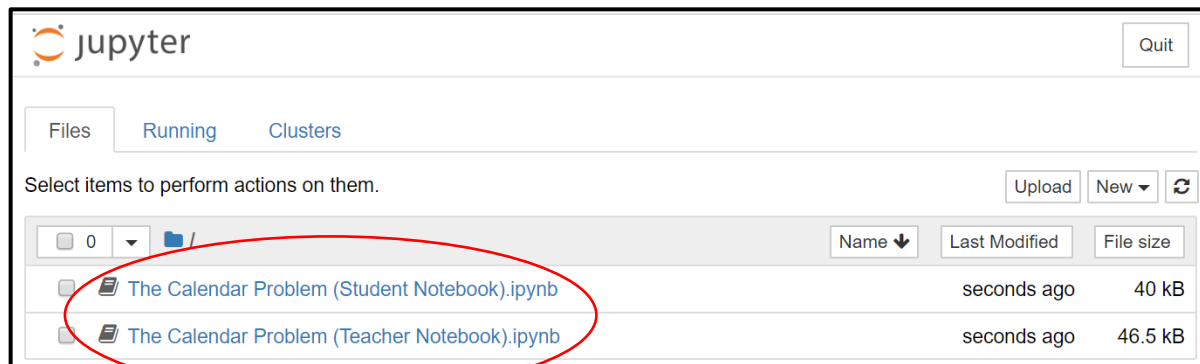 jupyter
Quit
Files Running Clusters
Select items to perform actions on them.
Upload New
0 / Name Last Modified File size
The Calendar Problem (Student Notebook).ipynb seconds ago 40 kB
The Calendar Problem (Teacher Notebook).ipynb seconds ago 46.5 kB